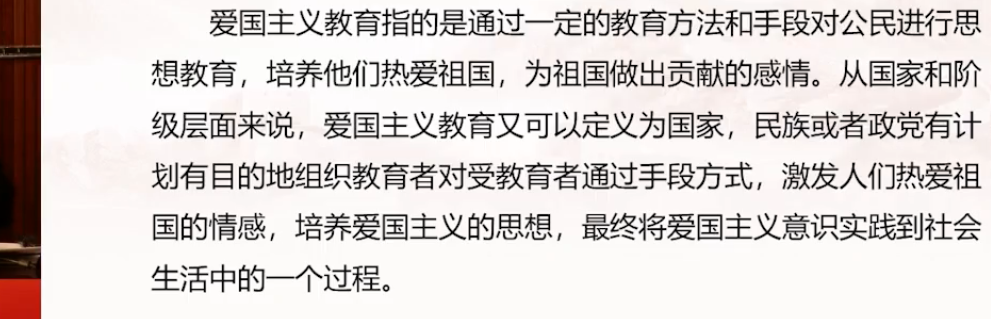 爱国主义教育指的是通过一定的教育方法和手段对公民进行思
想教育，培养他们热爱祖国，为祖国做出贡献的感情。从国家和阶
级层面来说，爱国主义教育又可以定义为国家，民族或者政党有计
划有目的地组织教育者对受教育者通过手段方式，激发人们热爱祖
国的情感，培养爱国主义的思想，最终将爱国主义意识实践到社会
生活中的一个过程。